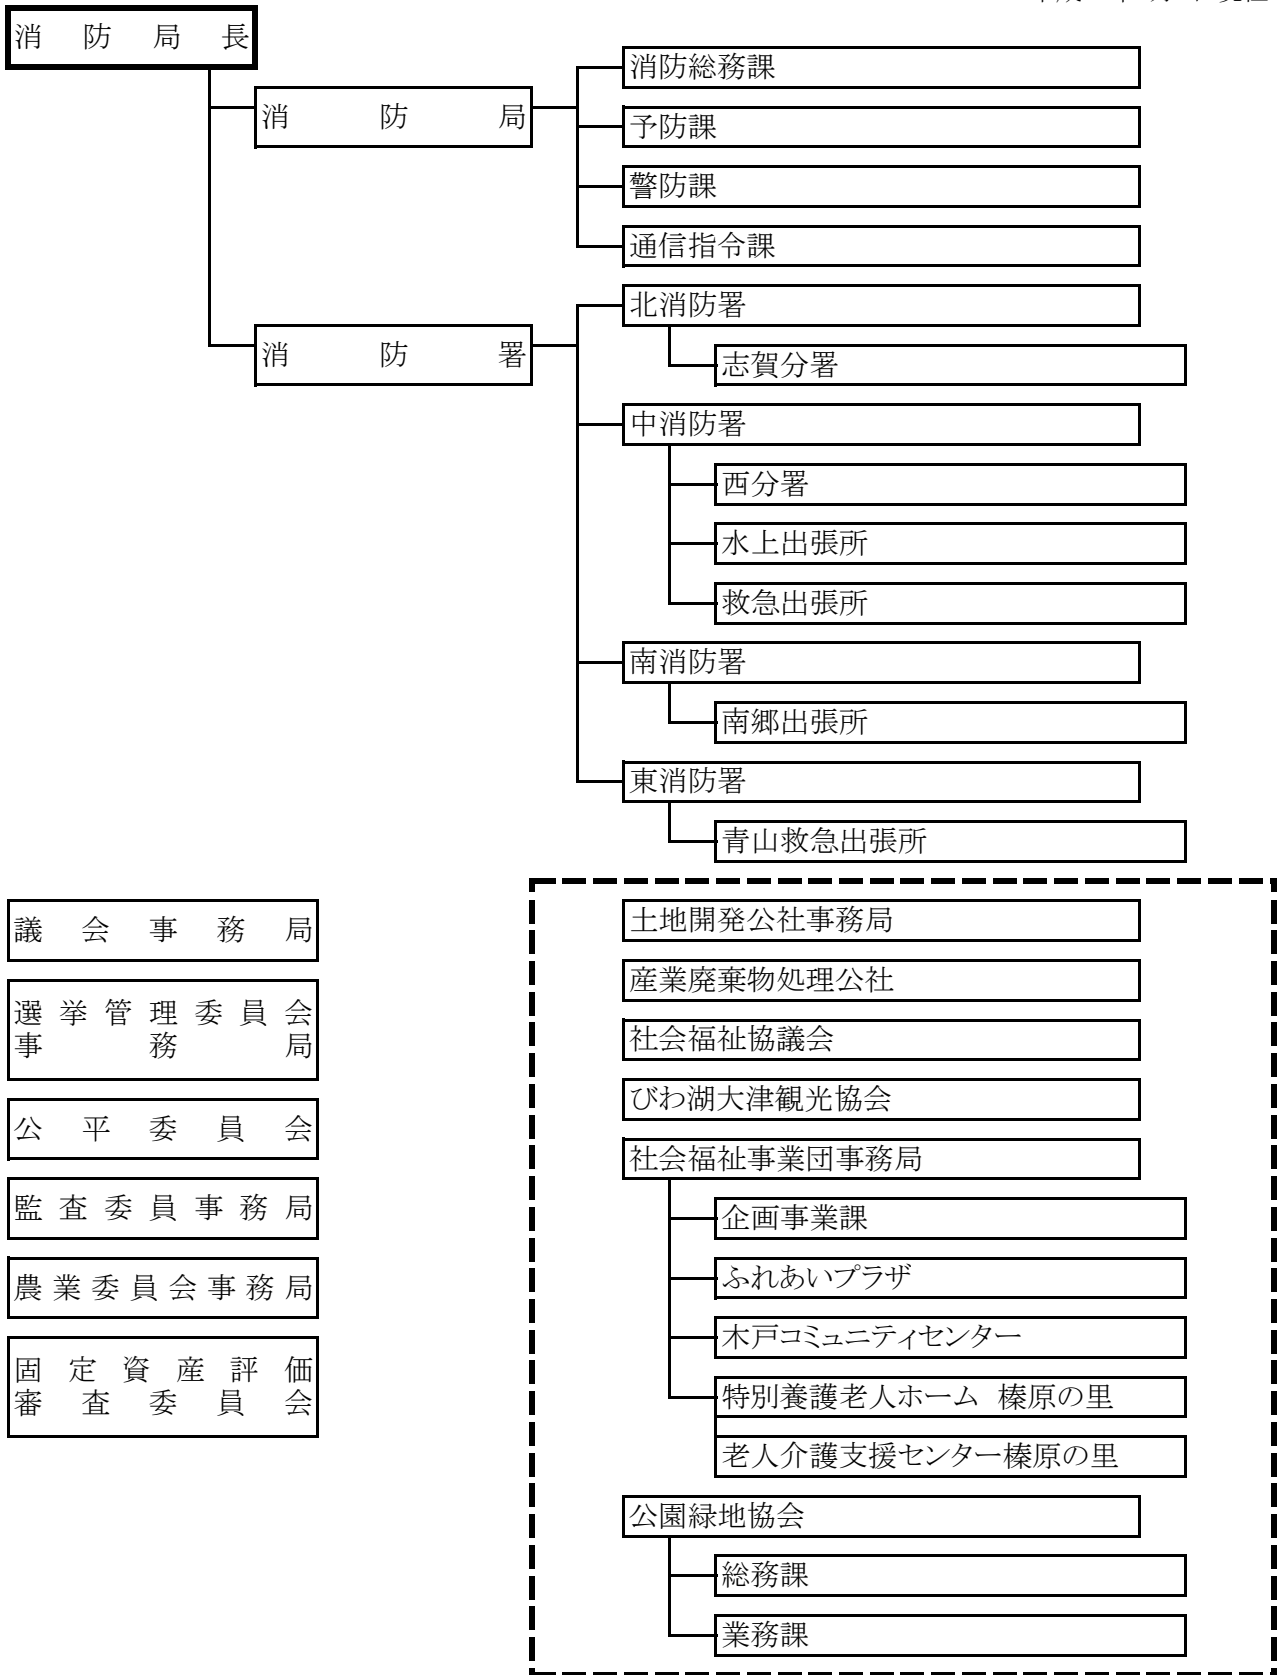 消防局長
消防局
消防総務課
予防課
警防課
通信指令課
消防署
北消防署
志賀分署
中消防署
西分署
水上出張所
救急出張所
南消防署
南郷出張所
東消防署
青山救急出張所
議会事務局
選挙管理委員会
事務局
公平委員会
監査委員事務局
農業委員会事務局
固定資産評価
審査委員会
土地開発公社事務局
産業廃棄物処理公社
社会福祉協議会
びわ湖大津観光協会
社会福祉事業団事務局
企画事業課
ふれあいプラザ
木戸コミュニティセンター
特別養護老人ホーム　榛原の里
老人介護支援センター榛原の里
公園緑地協会
総務課
業務課